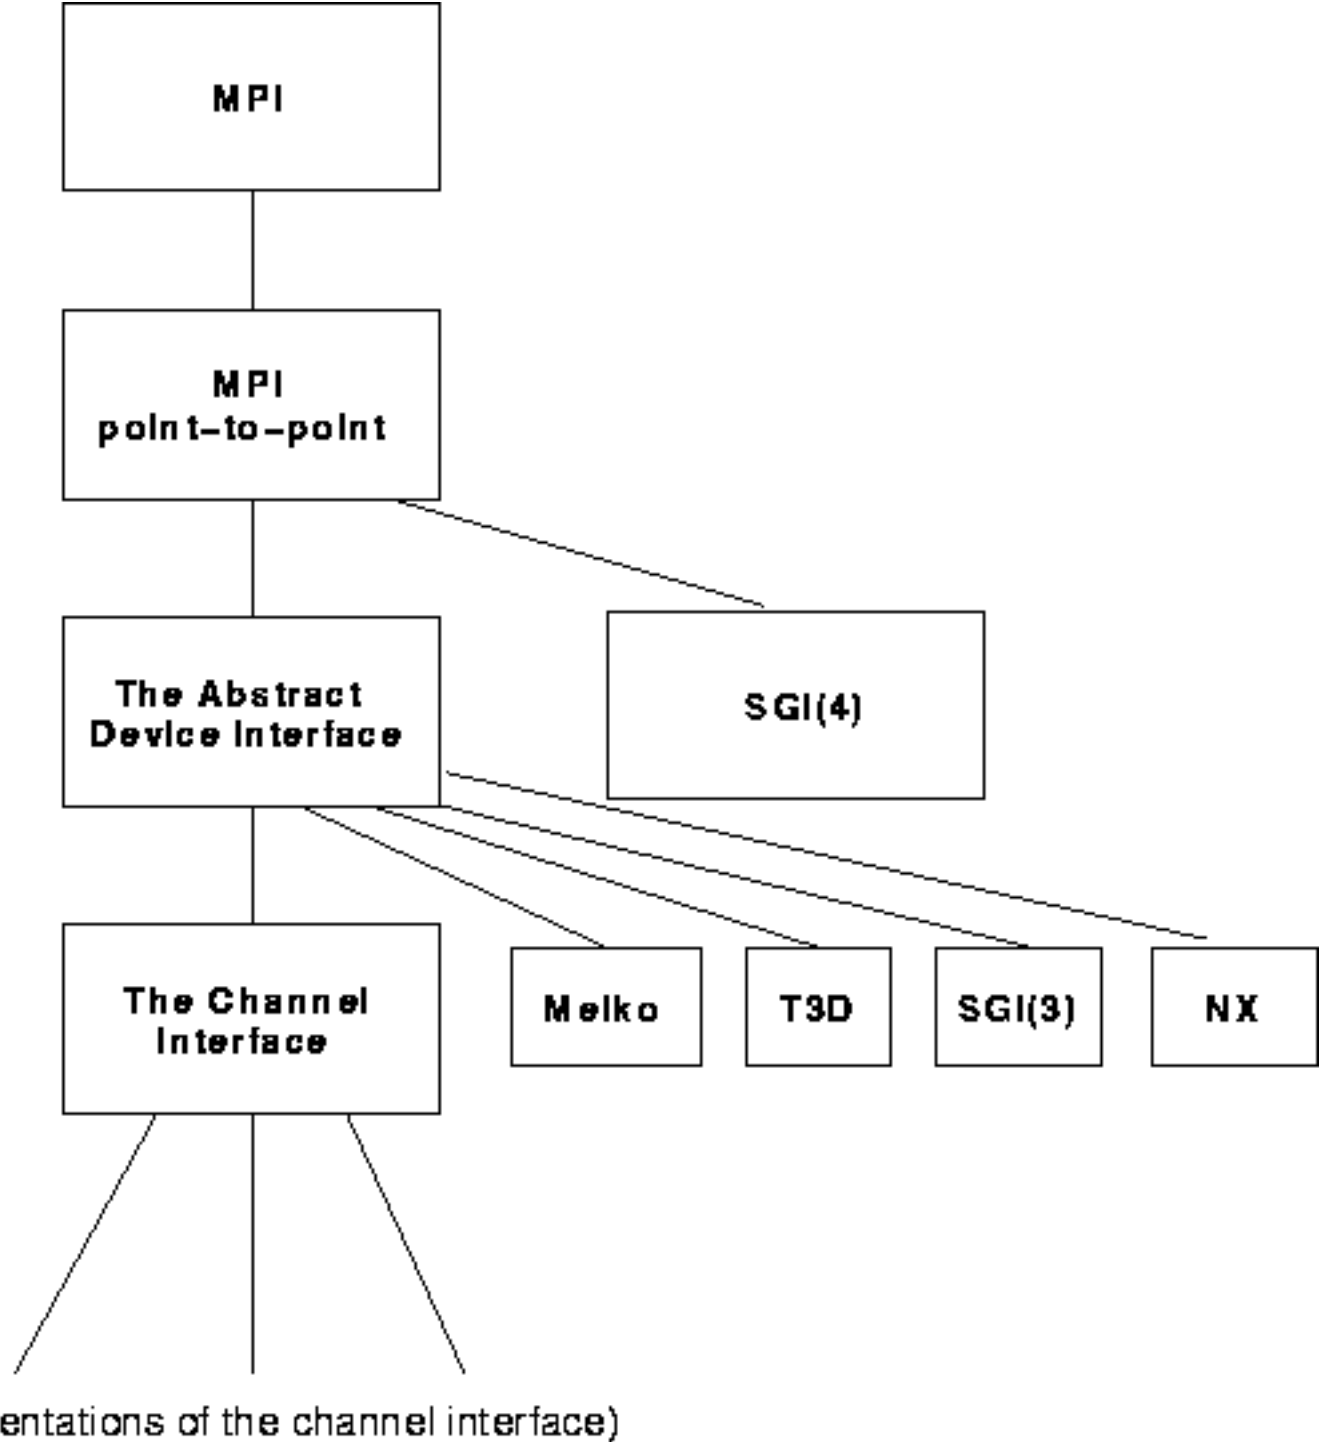 MPI
MPI
point-to-point
The Abstract
Device Interface
SGI(4)
The Channel
Interface
Meiko
T3D
SGI(3)
NX
entations of the channel interface)